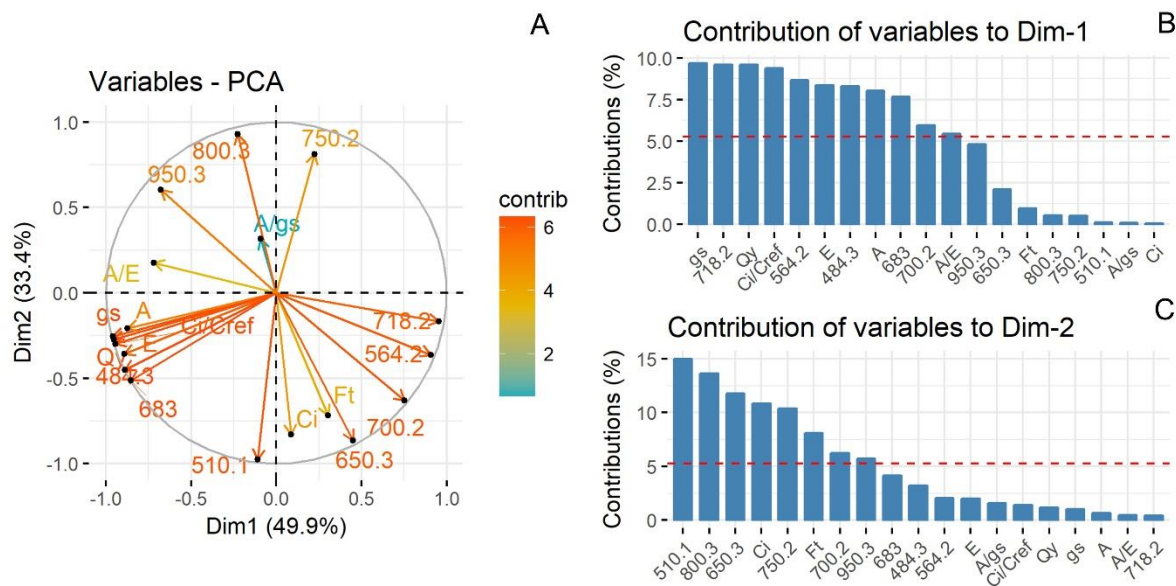 A
Variables - PCA
1.0
0.5
0.0
-0.5
-1.0
Dim2 (33.4%)
800.3
750.2
950.3
A/gs
A/E
gs
A
Ci/Cref
718.2
Q
E
564.2
484.3
683
Ft
Ci
700.2
510.1
650.3
-1.0 -0.5 0.0 0.5 1.0
Dim1 (49.9%)
contrib
6
4
2
B
Contribution of variables to Dim-1
Contributions (%)
10.0
7.5
5.0
2.5
0.0
gs 718.2 Qy Ci/Cref 564.2 E 484.3 A 683 700.2 A/E 950.3 650.3 Ft 800.3 750.2 510.1 A/gs Ci
C
Contribution of variables to Dim-2
Contributions (%)
15
10
5
0
510.1 800.3 650.3 Ci 750.2 Ft 700.2 950.3 683 484.3 564.2 E A/gs Ci/Cref Qy gs A A/E 718.2